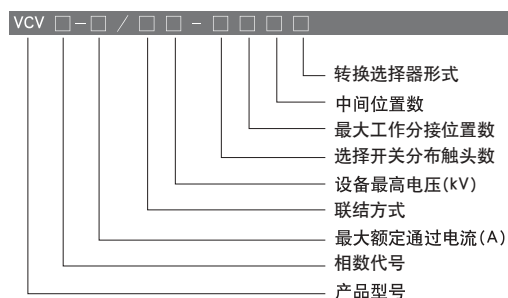 VCV □-□/□□-□□□□
转换选择器形式
中间位置数
最大工作分接位置数
选择开关分布触头数
设备最高电压(kV)
联结方式
最大额定通过电流(A)
相数代号
产品型号